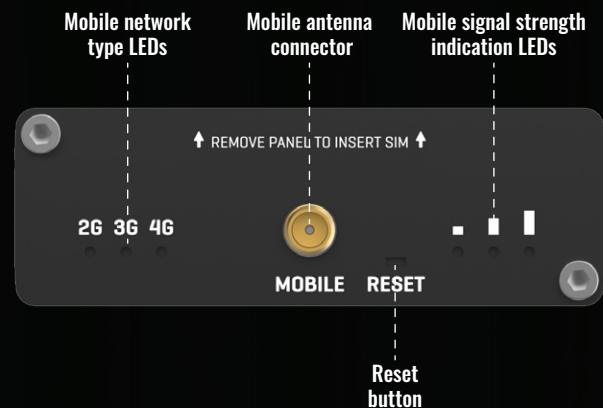 Mobile network
type LEDs
Mobile antenna
connector
Mobile signal strength
indication LEDs
REMOVE PANEL TO INSERT SIM
2G 3G 4G
MOBILE
RESET
Reset
button